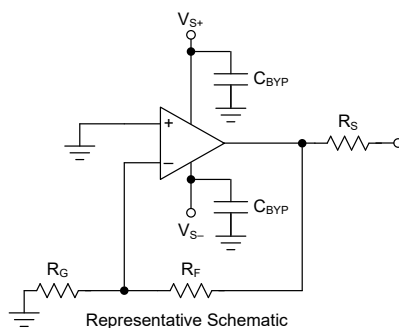 VS+
CBYP
+
RS
−
CBYP
VS–
RG
RF
Representative Schematic